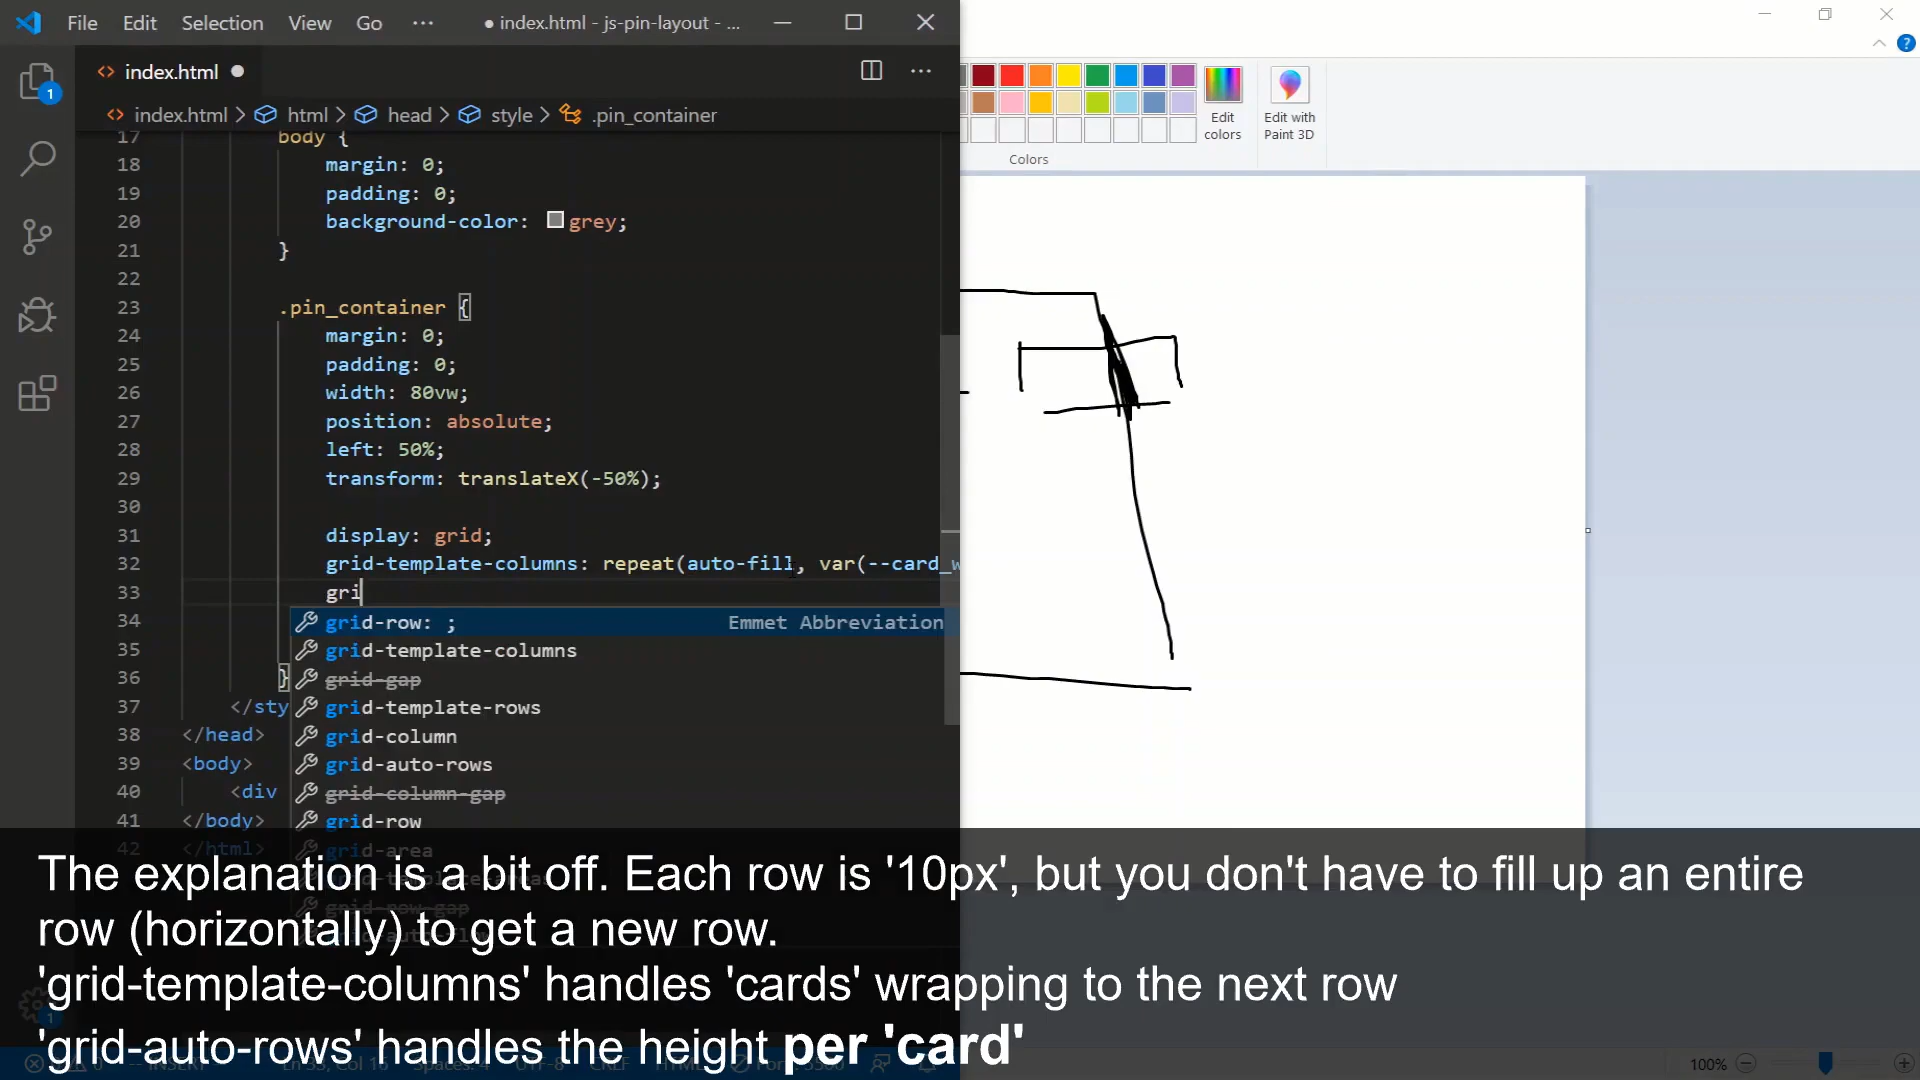 File Edit Selection View Go ··· ● index.html - js-pin-layout - ...
index.html
index.html > html > head > style > .pin_container
17 body {
18 margin: 0;
19 padding: 0;
20 background-color: grey;
21 }
22
23 .pin_container {
24 margin: 0;
25 padding: 0;
26 width: 80vw;
27 position: absolute;
28 left: 50%;
29 transform: translateX(-50%);
30
31 display: grid;
32 grid-template-columns: repeat(auto-fill, var(--card_w
33 gri
34 grid-row: ; Emmet Abbreviation
35 grid-template-columns
36 } grid-gap
37 </sty grid-template-rows
38 </head> grid-column
39 <body> grid-auto-rows
40 <div grid-column-gap
41 </body> grid-row
42 </html> grid-area
grid-row-gap
1
Colors
Edit
colors
Edit with
Paint 3D
The explanation is a bit off. Each row is '10px', but you don't have to fill up an entire
row (horizontally) to get a new row.
'grid-template-columns' handles 'cards' wrapping to the next row
'grid-auto-rows' handles the height per 'card'
100%